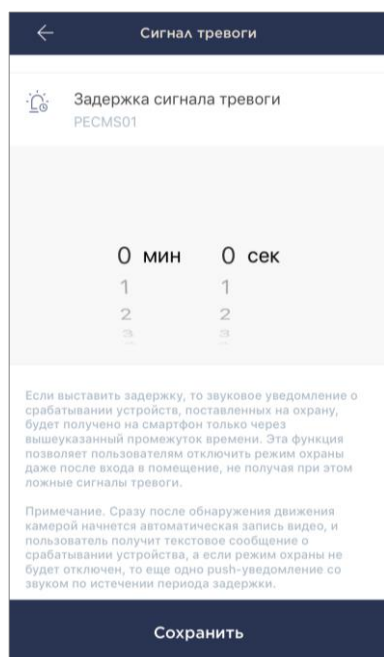 Сигнал тревоги
Задержка сигнала тревоги
PECMS01
0 мин 0 сек
1 1
2 2
3 3
Если выставить задержку, то звуковое уведомление о
срабатывании устройств, поставленных на охрану,
будет получено на смартфон только через
вышеуказанный промежуток времени. Эта функция
позволяет пользователям отключить режим охраны
даже после входа в помещение, не получая при этом
ложные сигналы тревоги.
Примечание. Сразу после обнаружения движения
камерой начнется автоматическая запись видео, и
пользователь получит текстовое сообщение о
срабатывании устройства, а если режим охраны не
будет отключен, то еще одно push-уведомление со
звуком по истечении периода задержки.
Сохранить